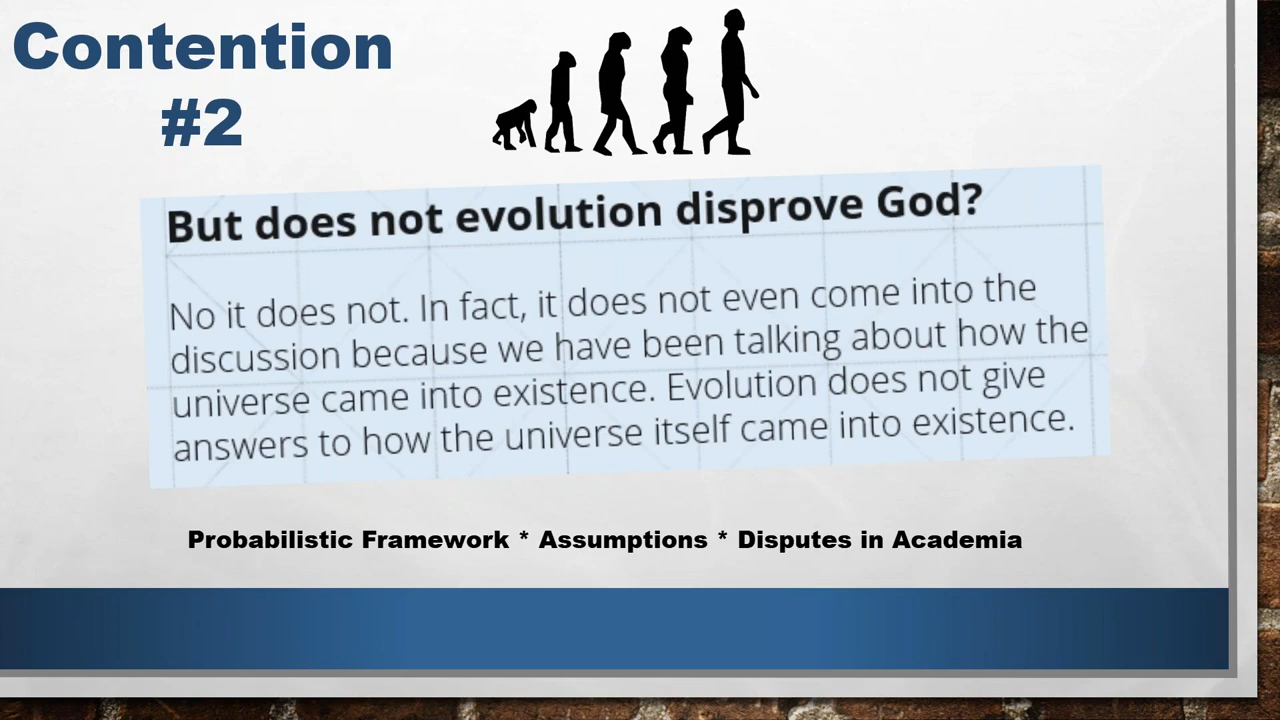 Contention
#2
But does not evolution disprove God?
No it does not. In fact, it does not even come into the
discussion because we have been talking about how the
universe came into existence. Evolution does not give
answers to how the universe itself came into existence.
Probabilistic Framework * Assumptions * Disputes in Academia